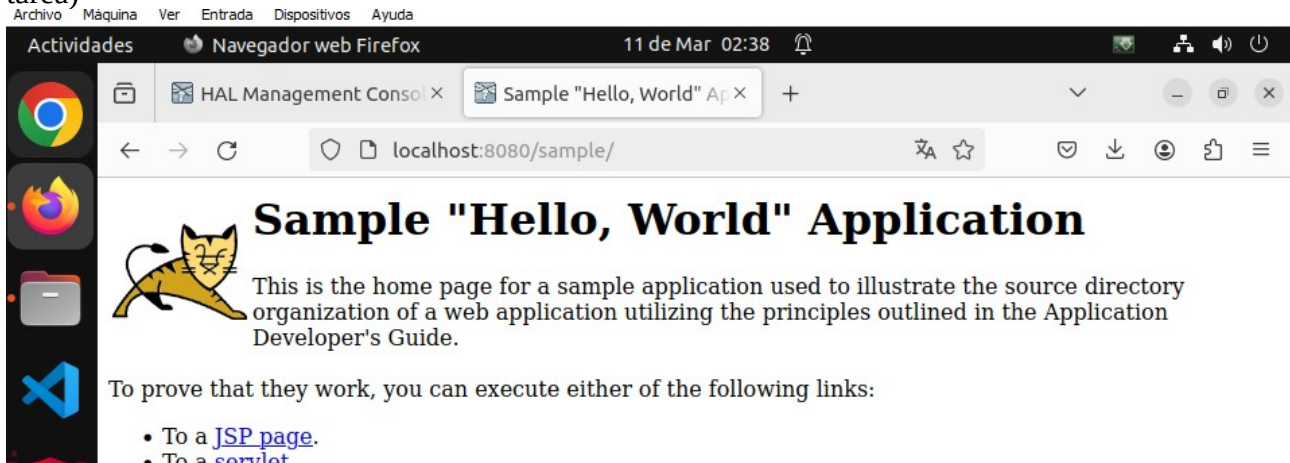 tarea)
Archivo Máquina Ver Entrada Dispositivos Ayuda
Actividades Navegador web Firefox 11 de Mar 02:38
HAL Management Consol Sample "Hello, World" Ap
localhost:8080/sample/
Sample "Hello, World" Application
This is the home page for a sample application used to illustrate the source directory
organization of a web application utilizing the principles outlined in the Application
Developer's Guide.
To prove that they work, you can execute either of the following links:
• To a JSP page.
• To a servlet.